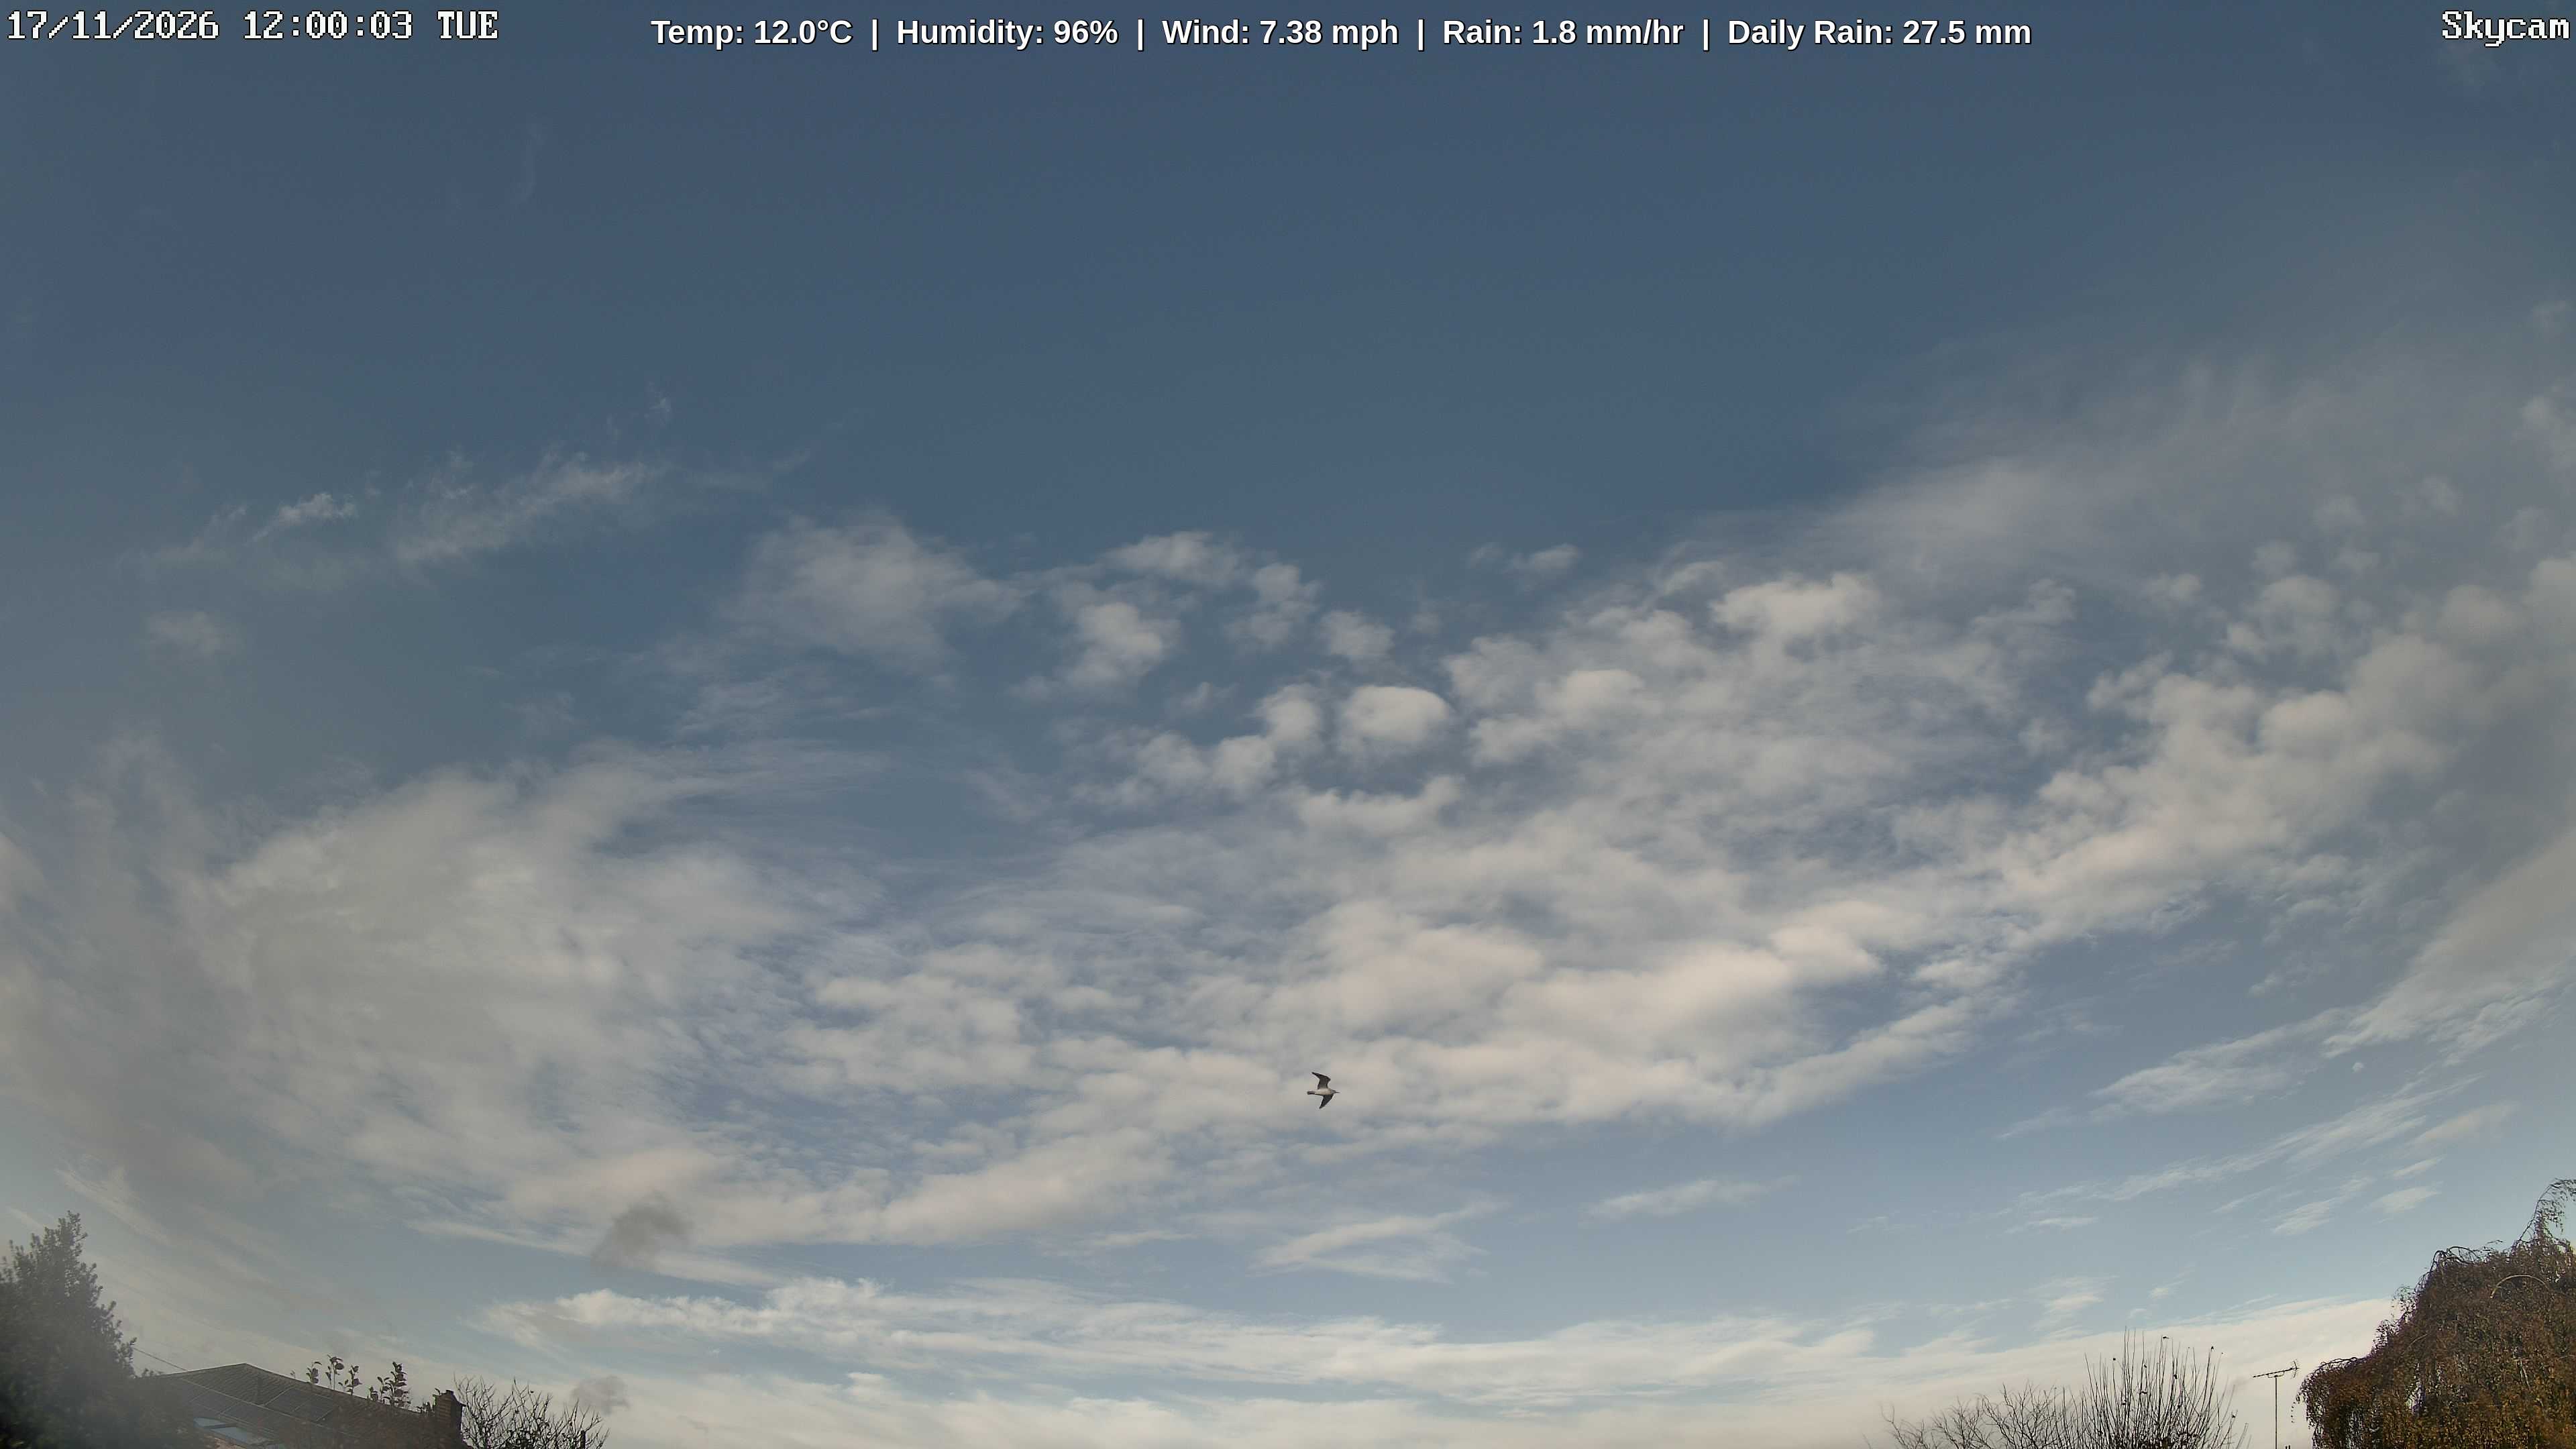 17/11/2026 12:00:03 TUE
Temp: 12.0°C | Humidity: 96% | Wind: 7.38 mph | Rain: 1.8 mm/hr | Daily Rain: 27.5 mm
Skycam